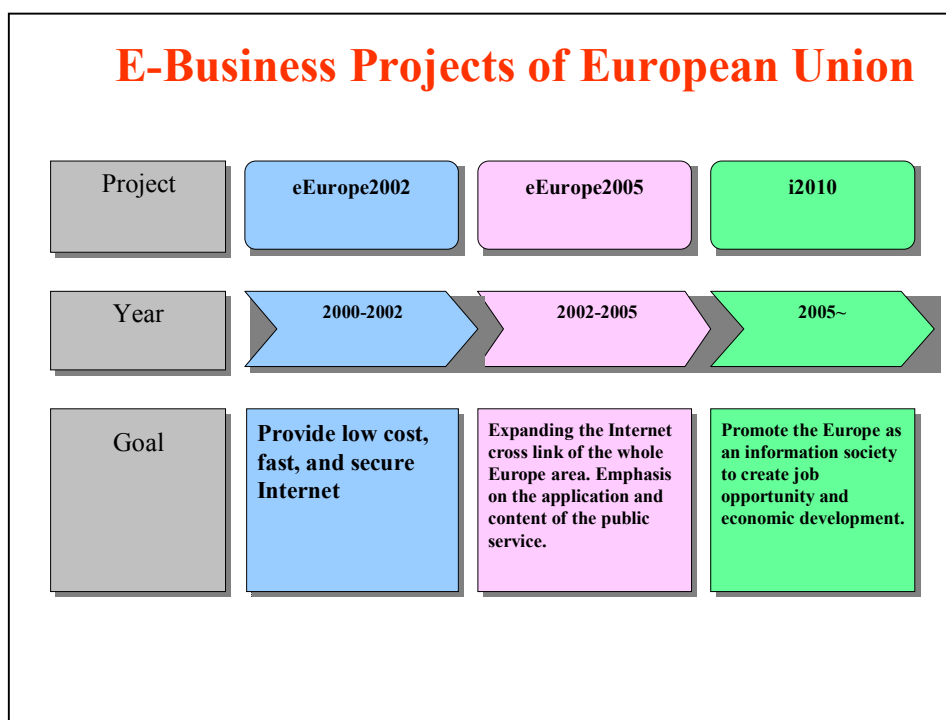 E-Business Projects of European Union
Project
eEurope2002
eEurope2005
i2010
Year
2000-2002
2002-2005
2005~
Goal
Provide low cost,
fast, and secure
Internet
Expanding the Internet
cross link of the whole
Europe area. Emphasis
on the application and
content of the public
service.
Promote the Europe as
an information society
to create job
opportunity and
economic development.